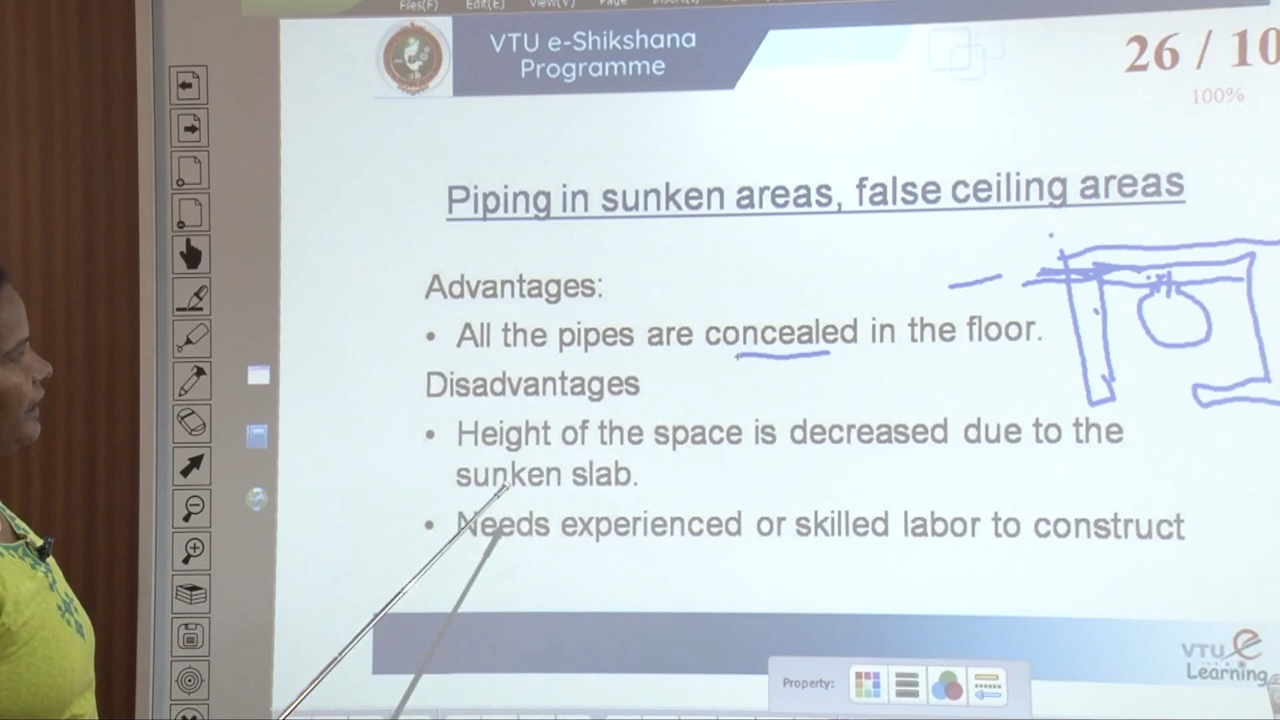 Files(F) Edit(E) View(V) Page
VTU e-Shikshana
Programme
26 / 10
100%
Piping in sunken areas, false ceiling areas
Advantages:
• All the pipes are concealed in the floor.
Disadvantages
• Height of the space is decreased due to the
sunken slab.
• Needs experienced or skilled labor to construct
VTU e
Learning
Property: